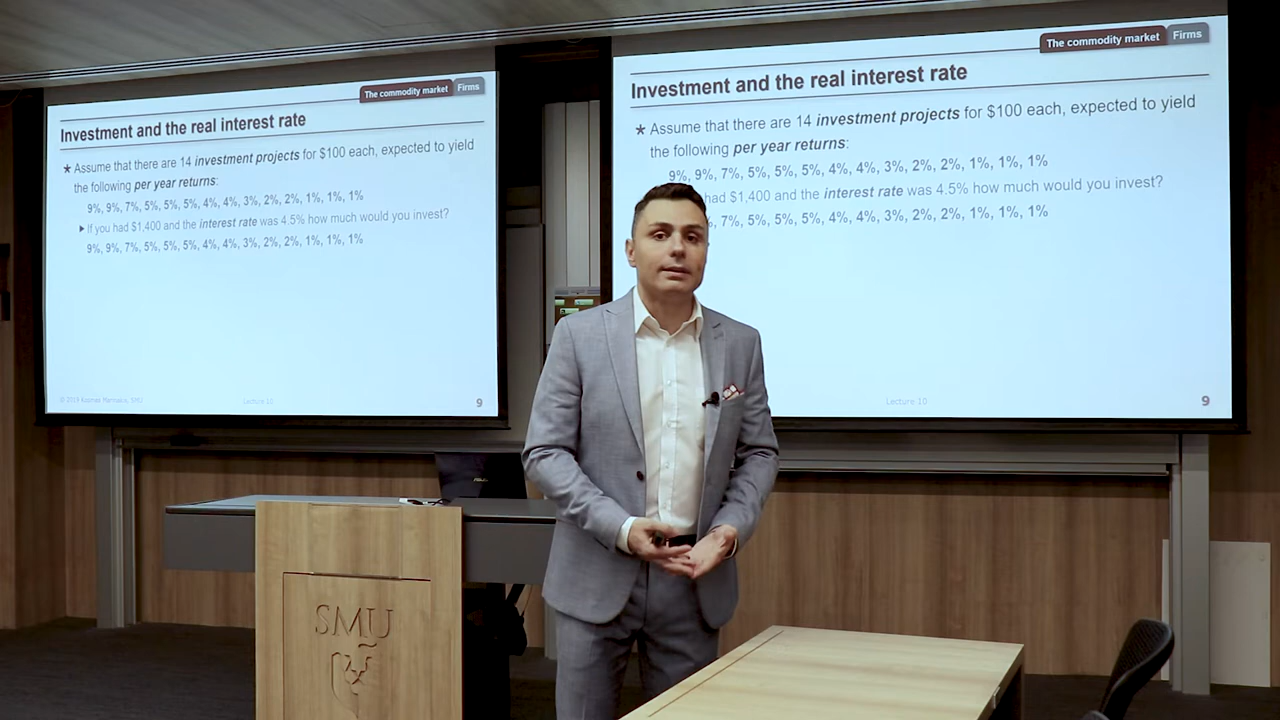 The commodity market Firms
Investment and the real interest rate
* Assume that there are 14 investment projects for $100 each, expected to yield
the following per year returns:
9%, 9%, 7%, 5%, 5%, 5%, 4%, 4%, 3%, 2%, 2%, 1%, 1%, 1%
If you had $1,400 and the interest rate was 4.5% how much would you invest?
9%, 9%, 7%, 5%, 5%, 5%, 4%, 4%, 3%, 2%, 2%, 1%, 1%, 1%
Lecture 10
9
The commodity market Firms
Investment and the real interest rate
* Assume that there are 14 investment projects for $100 each, expected to yield
the following per year returns:
9%, 9%, 7%, 5%, 5%, 5%, 4%, 4%, 3%, 2%, 2%, 1%, 1%, 1%
had $1,400 and the interest rate was 4.5% how much would you invest?
7%, 5%, 5%, 5%, 4%, 4%, 3%, 2%, 2%, 1%, 1%, 1%
Lecture 10
9
SMU